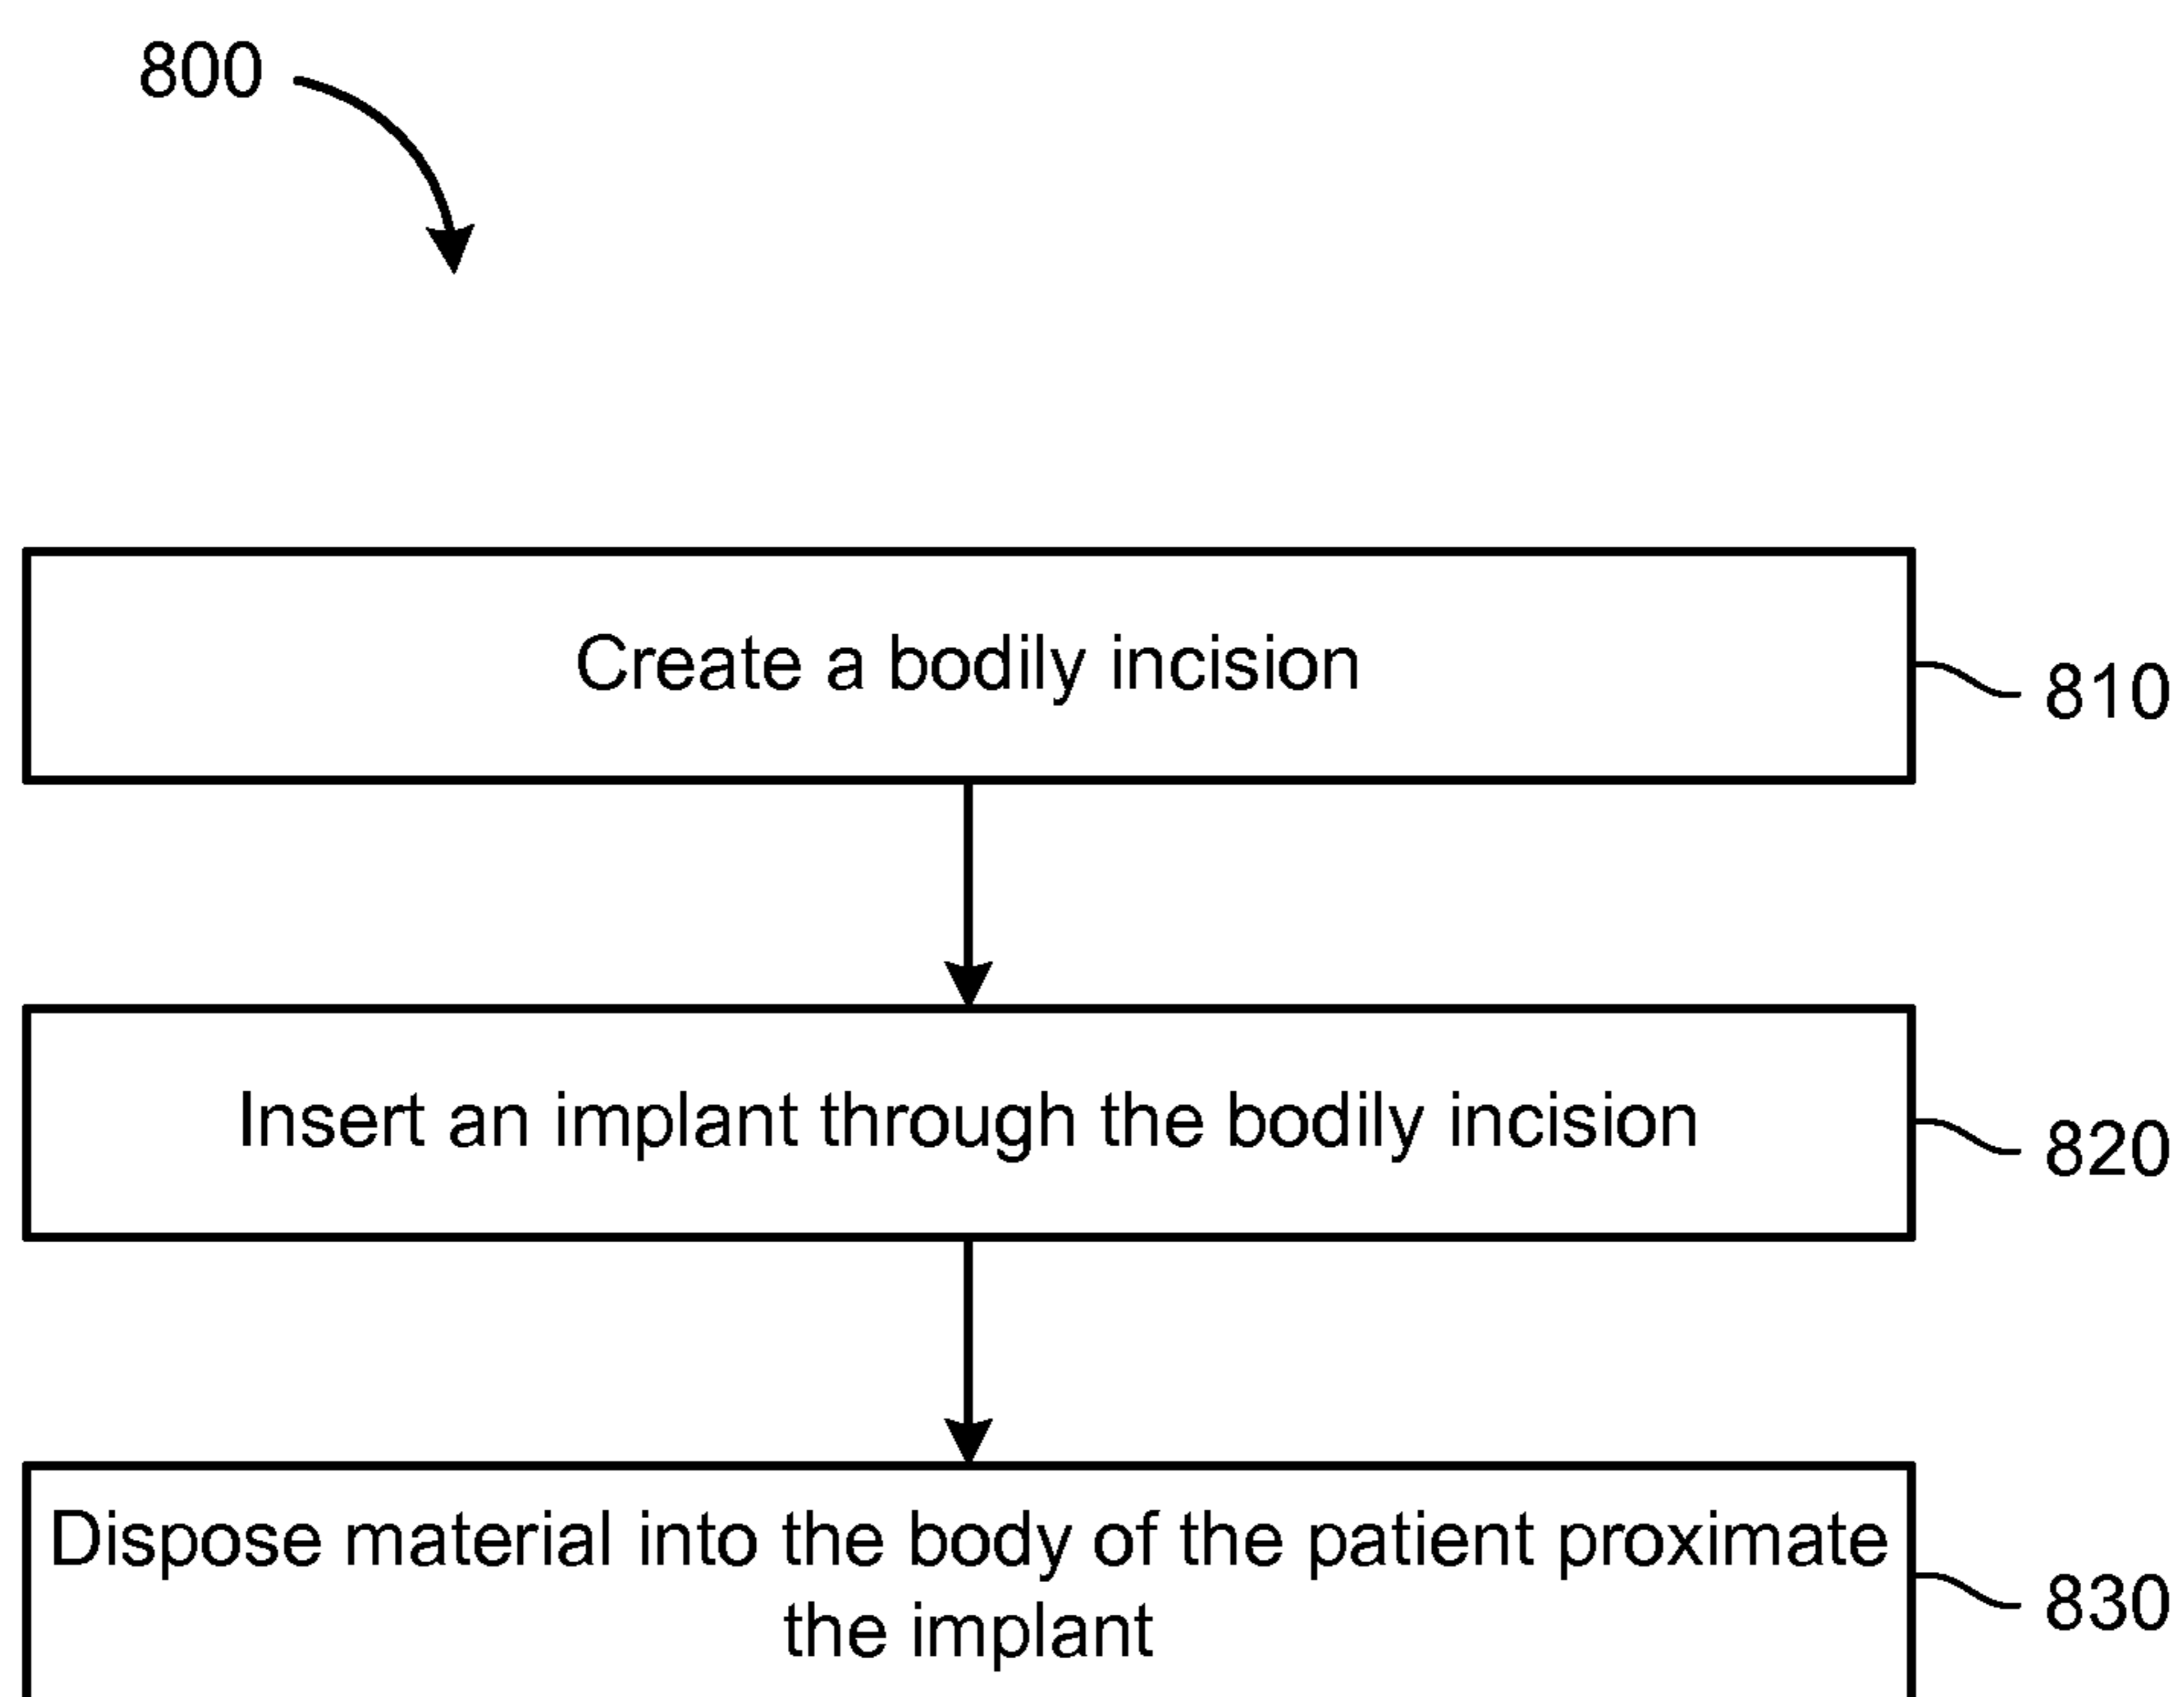 800
Create a bodily incision
810
Insert an implant through the bodily incision
820
Dispose material into the body of the patient proximate
the implant
830